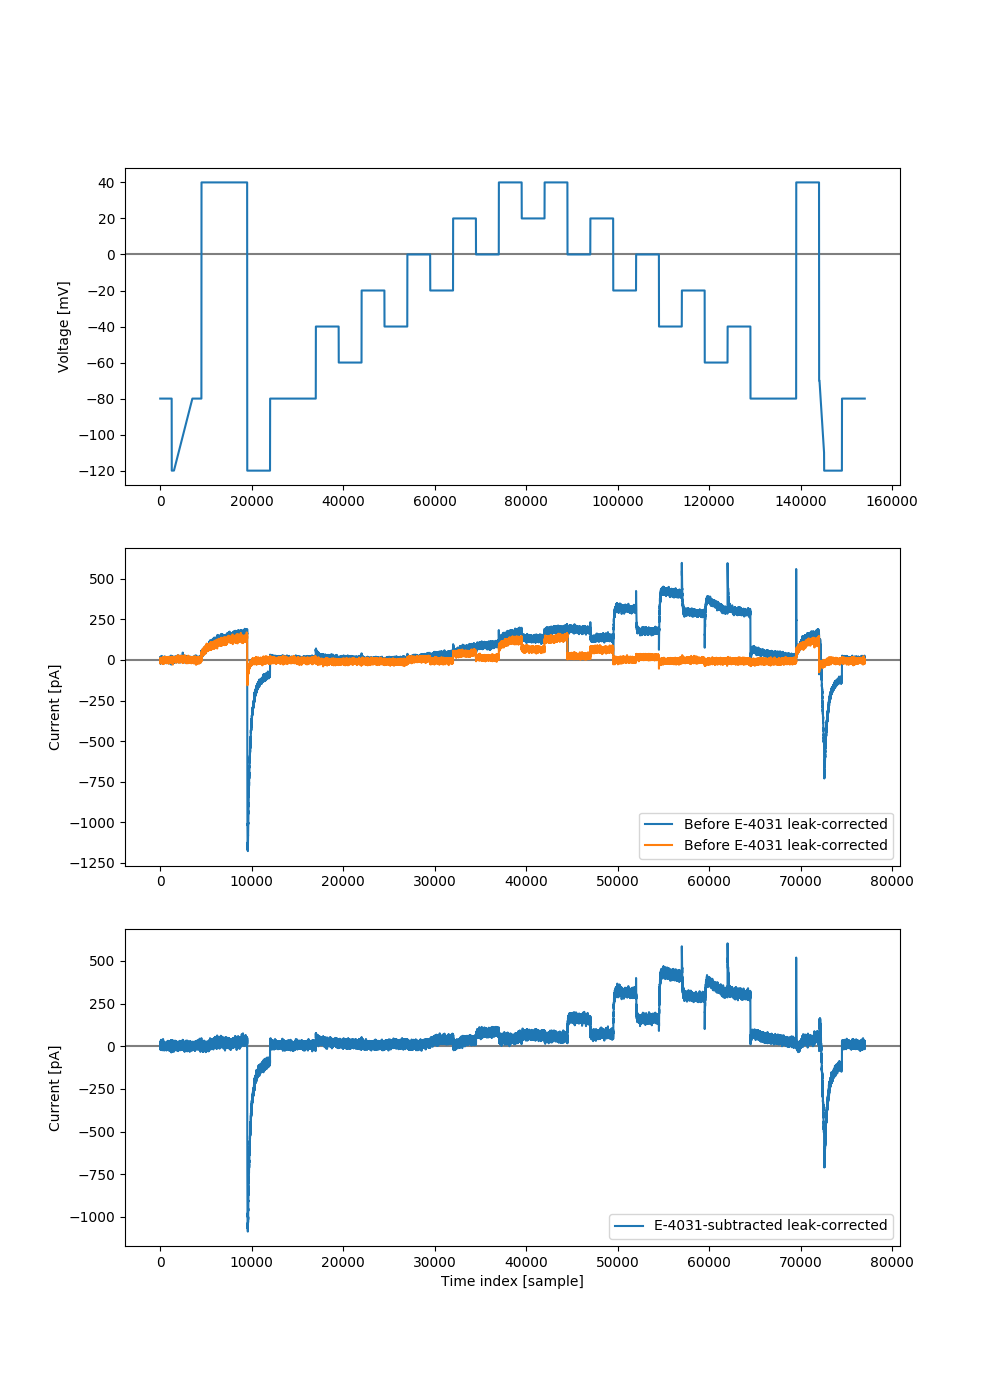 40
20
0
−20
−40
−60
−80
−100
−120
Voltage [mV]
0 20000 40000 60000 80000 100000 120000 140000 160000
500
250
0
−250
−500
−750
−1000
−1250
Current [pA]
Before E-4031 leak-corrected
Before E-4031 leak-corrected
0 10000 20000 30000 40000 50000 60000 70000 80000
500
250
0
−250
−500
−750
−1000
Current [pA]
E-4031-subtracted leak-corrected
0 10000 20000 30000 40000 50000 60000 70000 80000
Time index [sample]